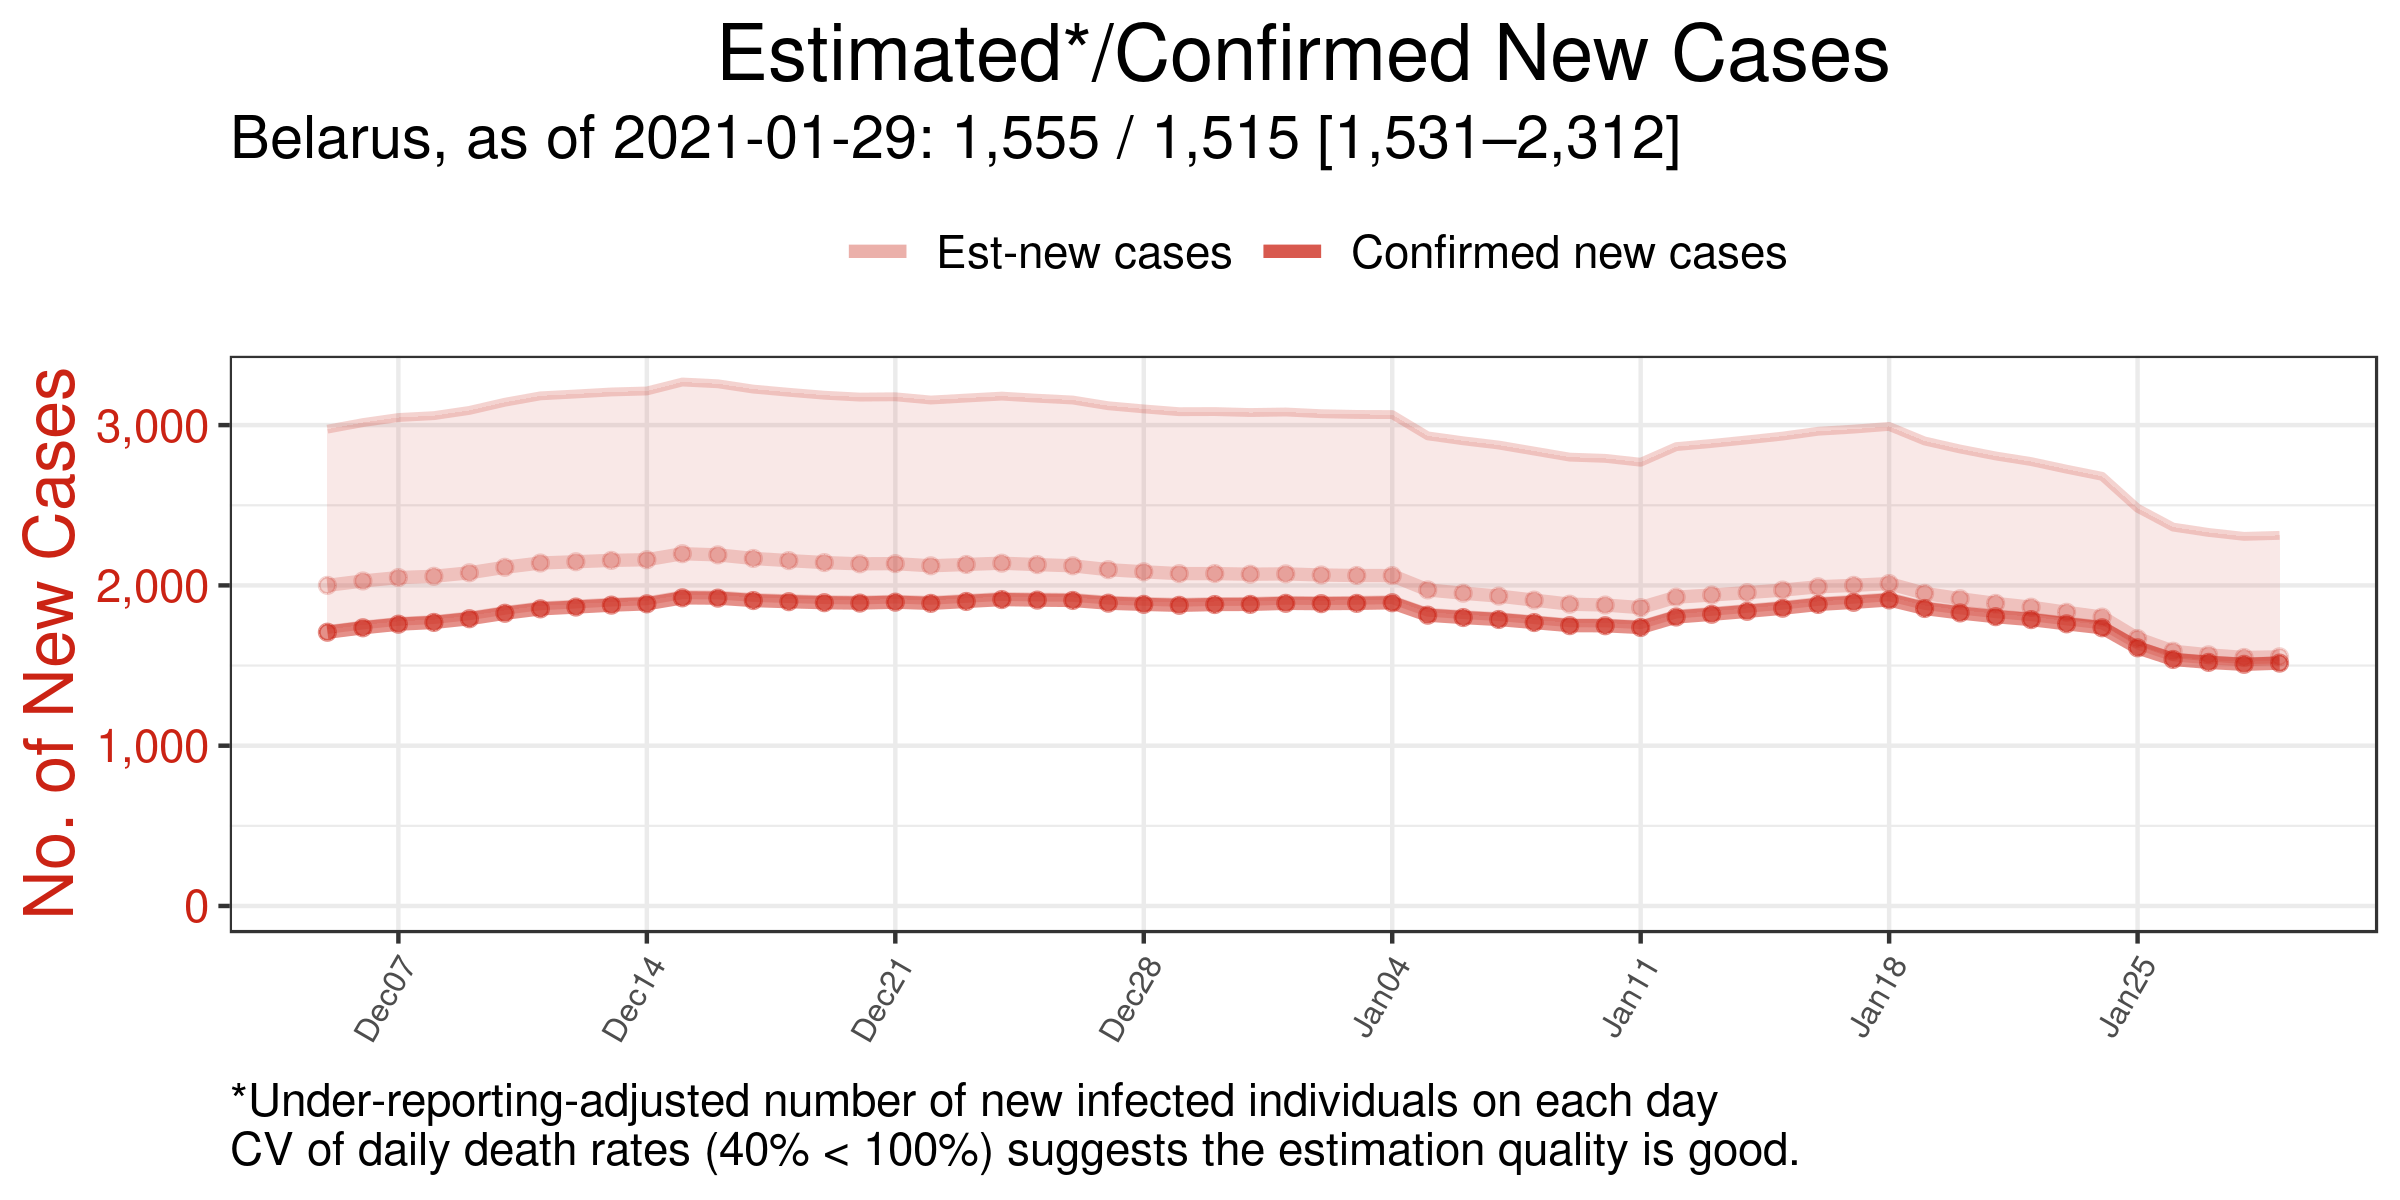 Estimated*/Confirmed New Cases
Belarus, as of 2021-01-29: 1,555 / 1,515 [1,531–2,312]
Est-new cases Confirmed new cases
No. of New Cases
3,000
2,000
1,000
0
Dec07 Dec14 Dec21 Dec28 Jan04 Jan11 Jan18 Jan25
*Under-reporting-adjusted number of new infected individuals on each day
CV of daily death rates (40% < 100%) suggests the estimation quality is good.